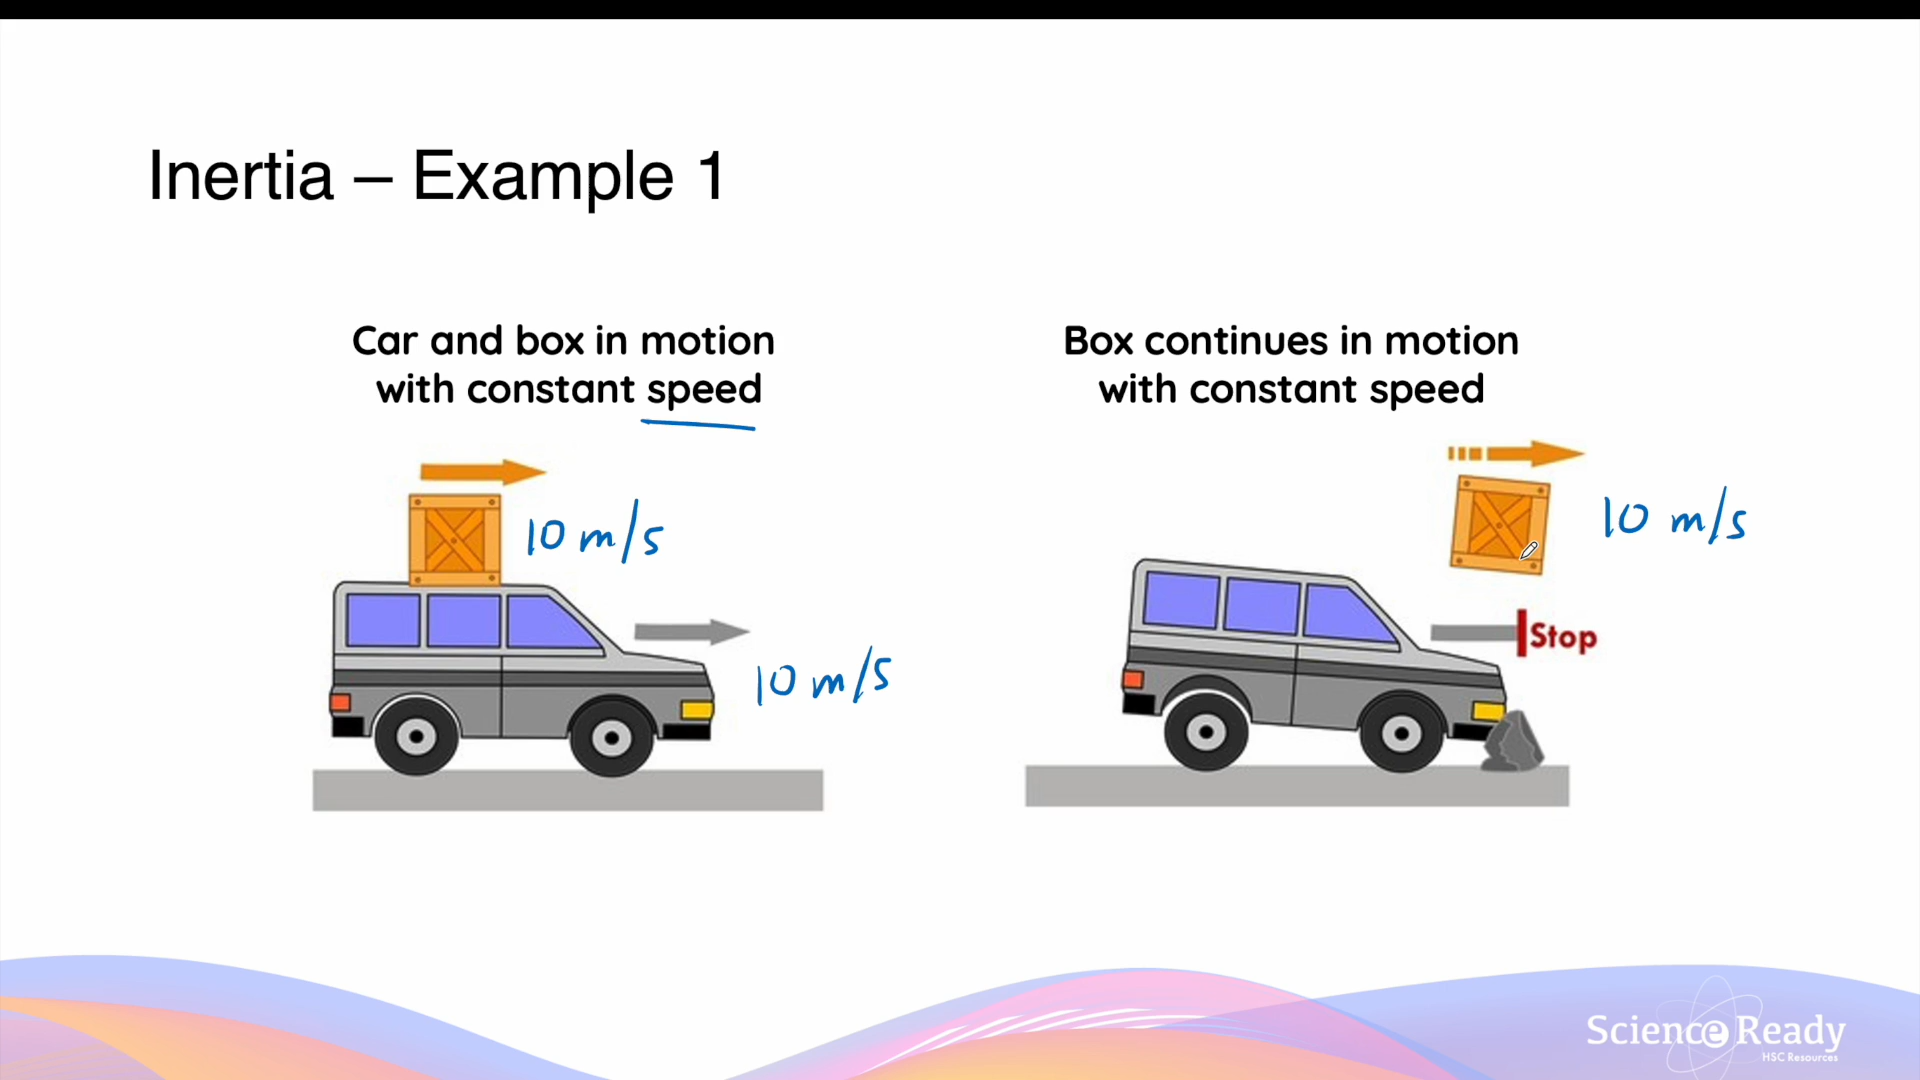 Inertia – Example 1
Car and box in motion
with constant speed
10 m/s
10 m/s
Box continues in motion
with constant speed
10 m/s
Stop
Science Ready
HSC Resources